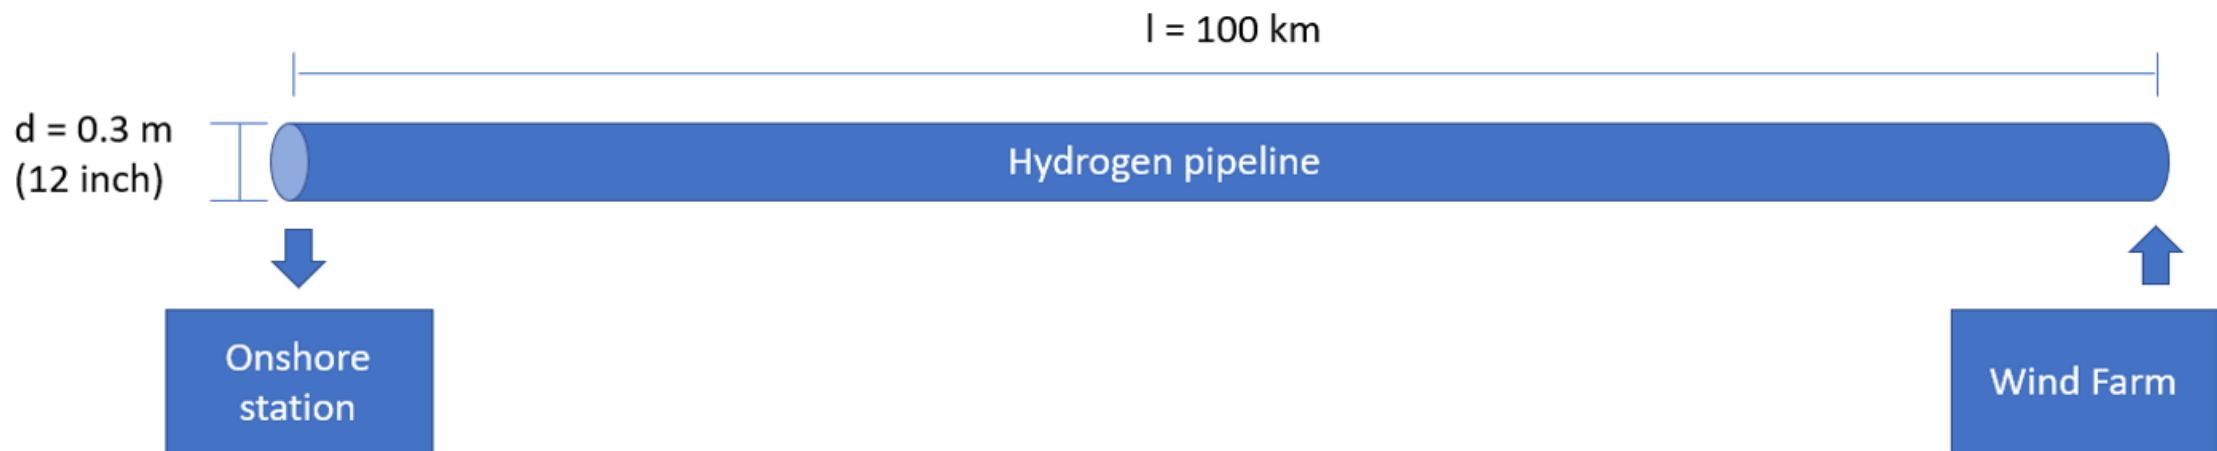 l = 100 km
d = 0.3 m
(12 inch)
Hydrogen pipeline
Onshore
station
Wind Farm